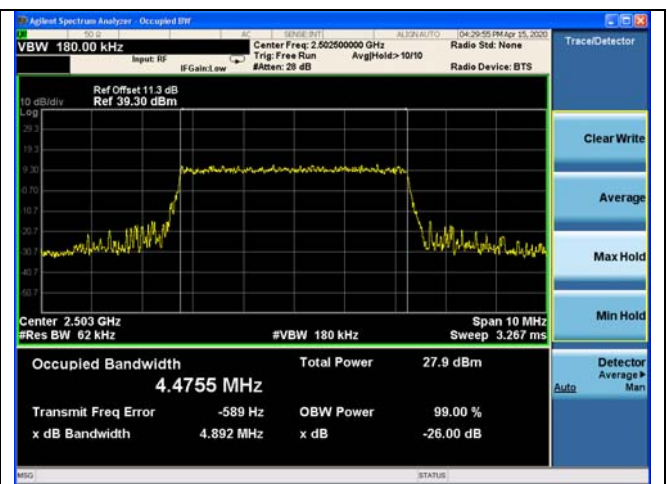 Agilent Spectrum Analyzer - Occupied BW
50 Ω AC SENSE:INT ALIGN AUTO 04:29:55 PM Apr 15, 2020
VBW 180.00 kHz Center Freq: 2.502500000 GHz Radio Std: None Trace/Detector
Input: RF Trig: Free Run Avg|Hold:> 10/10
IFGain:Low #Atten: 28 dB Radio Device: BTS
Ref Offset 11.3 dB
10 dB/div Ref 39.30 dBm
Log
29.3
19.3
9.30
-0.70
-10.7
-20.7
-30.7
-40.7
-50.7
Clear Write
Average
Max Hold
Min Hold
Center 2.503 GHz Span 10 MHz
#Res BW 62 kHz #VBW 180 kHz Sweep 3.267 ms
Occupied Bandwidth Total Power 27.9 dBm
4.4755 MHz
Transmit Freq Error -589 Hz OBW Power 99.00 %
x dB Bandwidth 4.892 MHz x dB -26.00 dB
Detector
Average
Auto Man
MSG STATUS